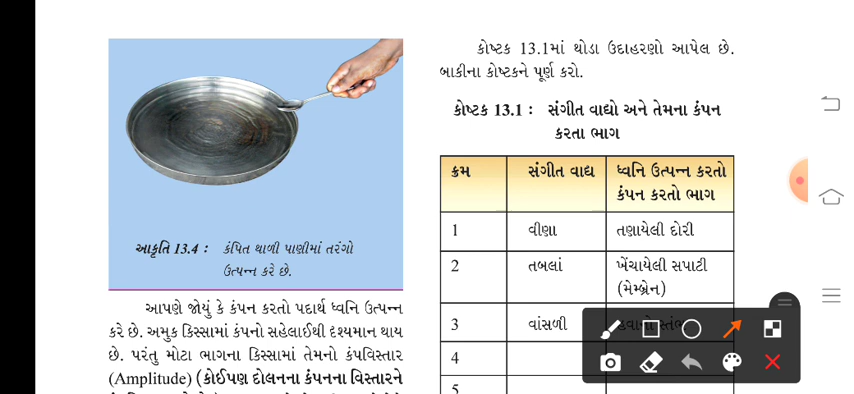 આકૃતિ 13.4 : કંપિત થાળી પાણીમાં તરંગો
ઉત્પન્ન કરે છે.
આપણે જોયું કે કંપન કરતો પદાર્થ ધ્વનિ ઉત્પન્ન
કરે છે. અમુક કિસ્સામાં કંપનો સહેલાઈથી દૃશ્યમાન થાય
છે. પરંતુ મોટા ભાગના કિસ્સામાં તેમનો કંપવિસ્તાર
(Amplitude) (કોઈપણ દોલનના કંપનના વિસ્તારને
કોષ્ટક 13.1માં થોડા ઉદાહરણો આપેલ છે.
બાકીના કોષ્ટકને પૂર્ણ કરો.
કોષ્ટક 13.1 : સંગીત વાદ્યો અને તેમના કંપન
કરતા ભાગ
ક્રમ સંગીત વાદ્ય ધ્વનિ ઉત્પન્ન કરતો
કંપન કરતો ભાગ
1 વીણા તણાયેલી દોરી
2 તબલાં ખેંચાયેલી સપાટી
(મેમ્બ્રેન)
3 વાંસળી હવાનો સ્તંભ
4
5